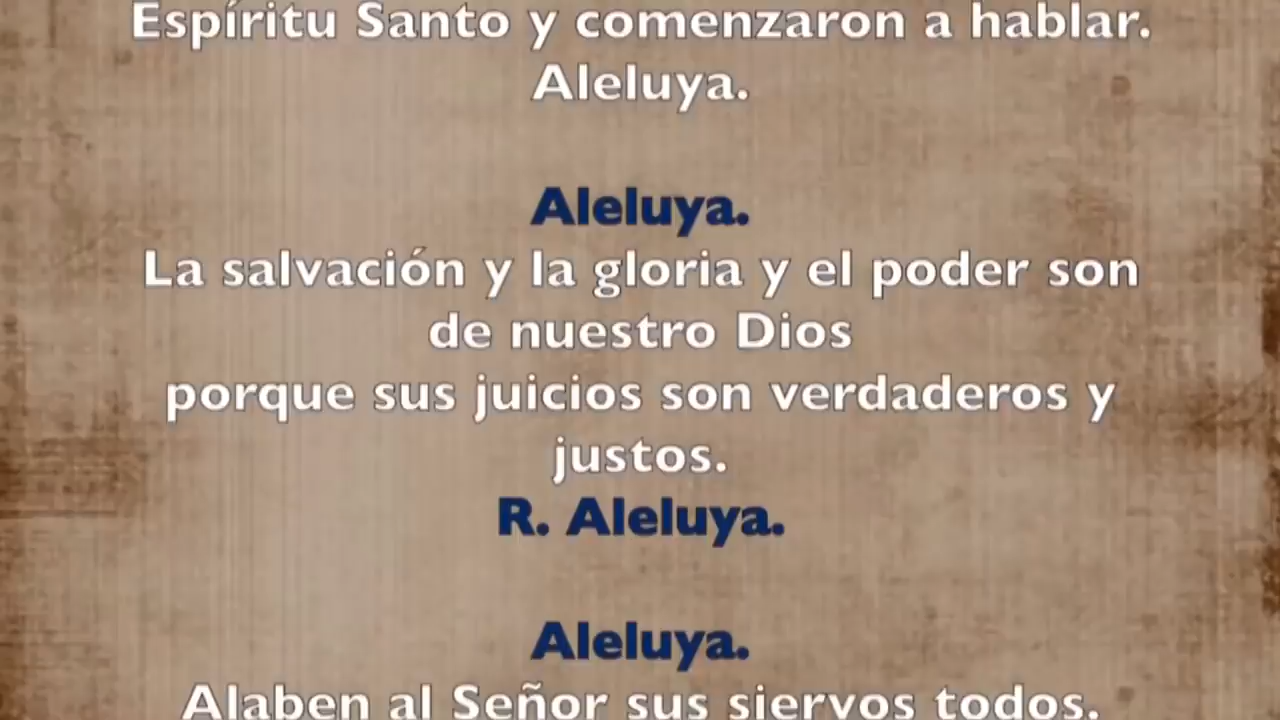 Espíritu Santo y comenzaron a hablar.
Aleluya.
Aleluya.
La salvación y la gloria y el poder son
de nuestro Dios
porque sus juicios son verdaderos y
justos.
R. Aleluya.
Aleluya.
Alaben al Señor sus siervos todos.